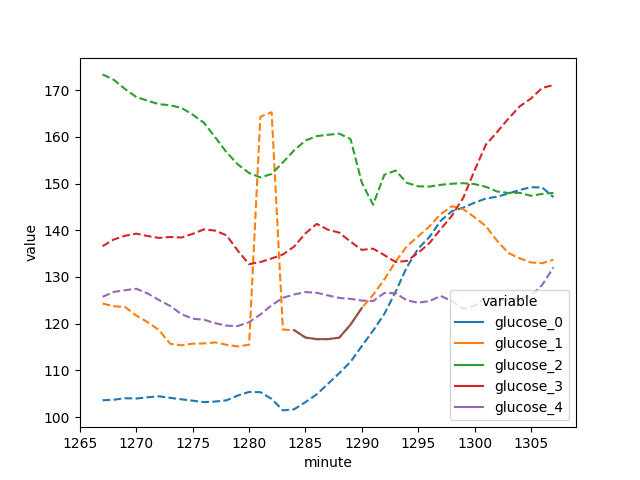 170
160
150
140
130
120
110
100
value
variable
glucose_0
glucose_1
glucose_2
glucose_3
glucose_4
1265 1270 1275 1280 1285 1290 1295 1300 1305
minute